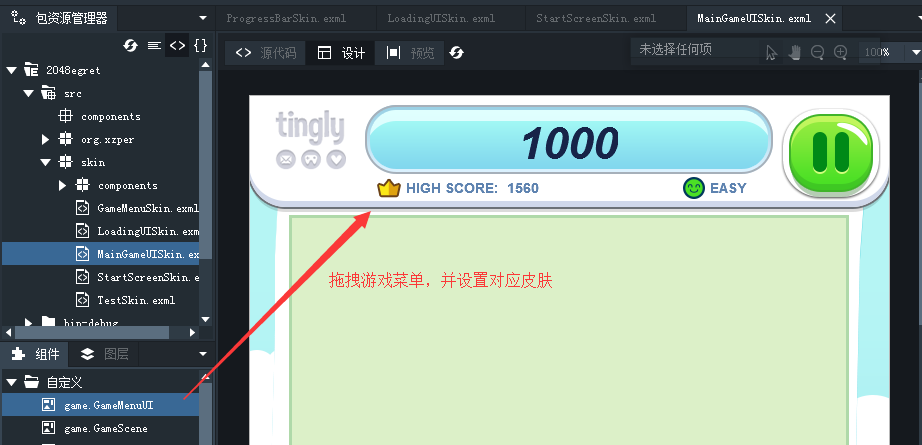 包资源管理器
ProgressBarSkin.exml
LoadingUISkin.exml
StartScreenSkin.exml
MainGameUISkin.exml
源代码
设计
预览
未选择任何项
100%
2048egret
src
components
org.xzper
skin
components
GameMenuSkin.exml
LoadingUISkin.exm
MainGameUISkin.ex
StartScreenSkin.e
TestSkin.exml
bin-debug
组件
图层
自定义
game.GameMenuUI
game.GameScene
tingly
1000
HIGH SCORE: 1560
EASY
拖拽游戏菜单，并设置对应皮肤